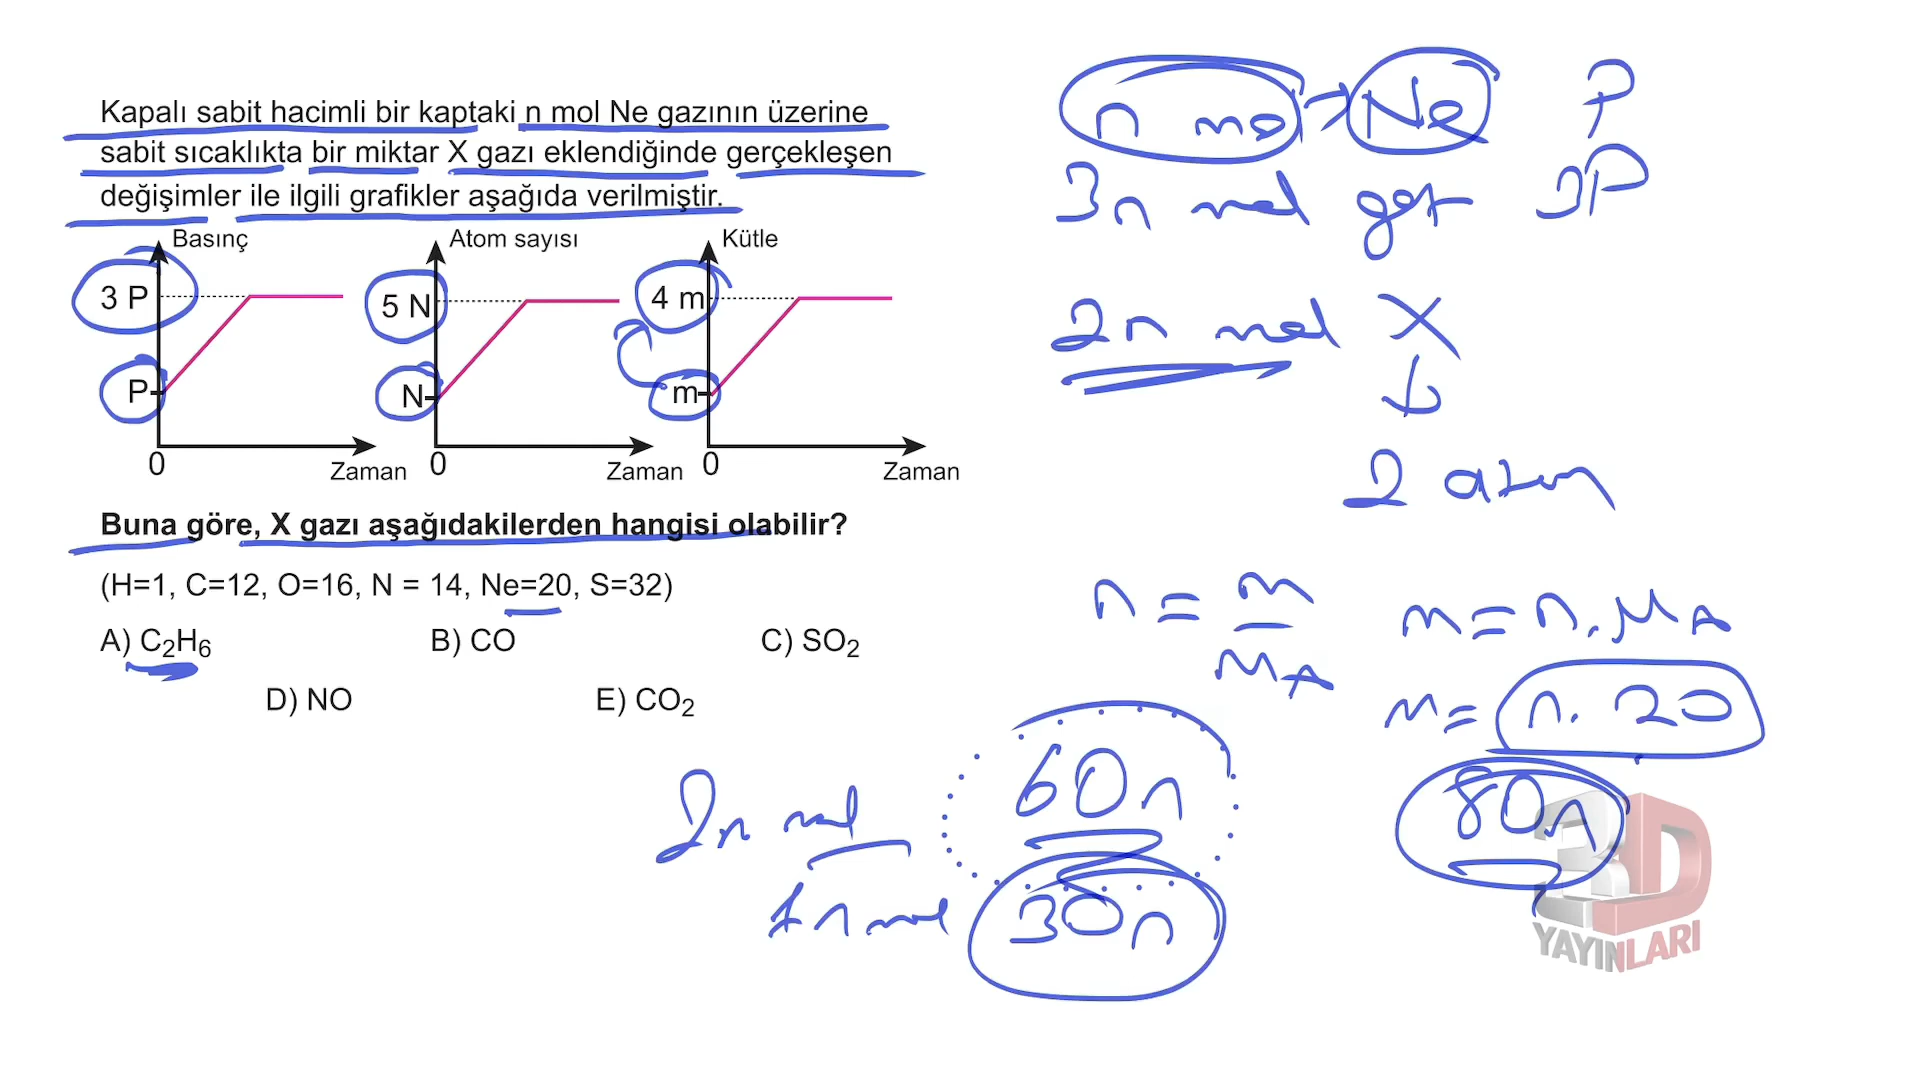 Kapalı sabit hacimli bir kaptaki n mol Ne gazının üzerine
sabit sıcaklıkta bir miktar X gazı eklendiğinde gerçekleşen
değişimler ile ilgili grafikler aşağıda verilmiştir.
Basınç
3 P
P
0
Zaman
Atom sayısı
5 N
N
0
Zaman
Kütle
4 m
m
0
Zaman
Buna göre, X gazı aşağıdakilerden hangisi olabilir?
(H=1, C=12, O=16, N = 14, Ne=20, S=32)
A) C₂H₆
B) CO
C) SO₂
D) NO
E) CO₂
n mol → Ne P
3n mol gaz 3P
2n mol X
2 atom
n = m / MA
m = n. MA
m = n. 20
80n
2n mol 60n
1 n mol 30n
3D
YAYINLARI